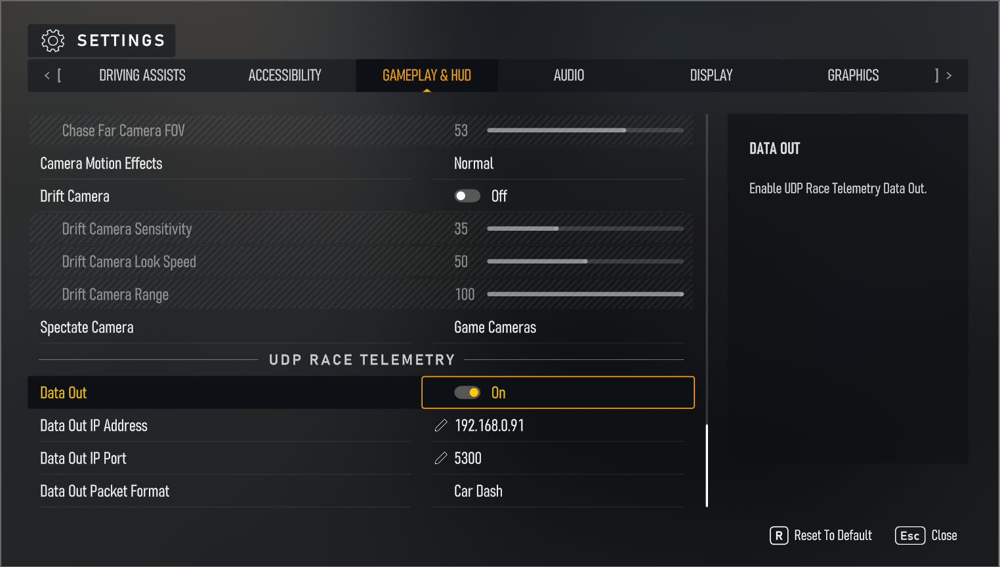 SETTINGS
< [ DRIVING ASSISTS ACCESSIBILITY GAMEPLAY & HUD AUDIO DISPLAY GRAPHICS ] >
Chase Far Camera FOV 53
Camera Motion Effects Normal
Drift Camera Off
Drift Camera Sensitivity 35
Drift Camera Look Speed 50
Drift Camera Range 100
Spectate Camera Game Cameras
UDP RACE TELEMETRY
Data Out On
Data Out IP Address 192.168.0.91
Data Out IP Port 5300
Data Out Packet Format Car Dash
DATA OUT
Enable UDP Race Telemetry Data Out.
R Reset To Default Esc Close